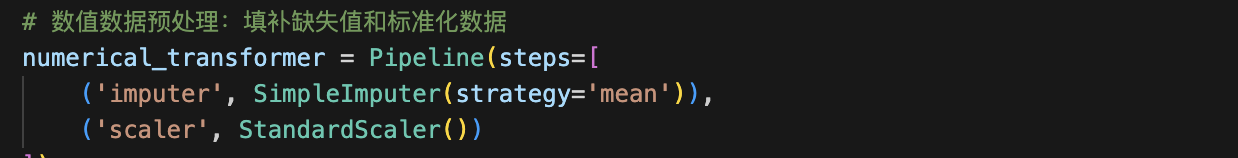 # 数值数据预处理：填补缺失值和标准化数据
numerical_transformer = Pipeline(steps=[
    ('imputer', SimpleImputer(strategy='mean')),
    ('scaler', StandardScaler())
])